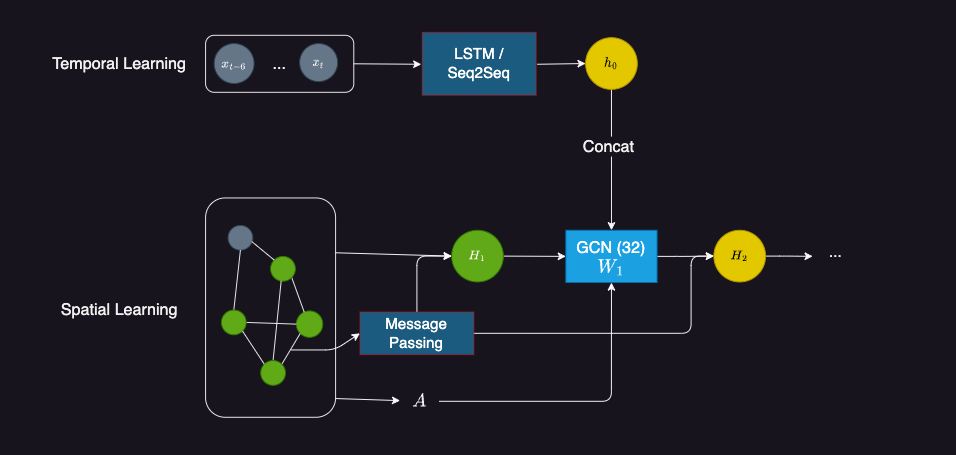 Temporal Learning
x_{t-6}
...
x_t
LSTM /
Seq2Seq
h_0
Concat
Spatial Learning
H_1
GCN (32)
W_1
H_2
...
Message
Passing
A